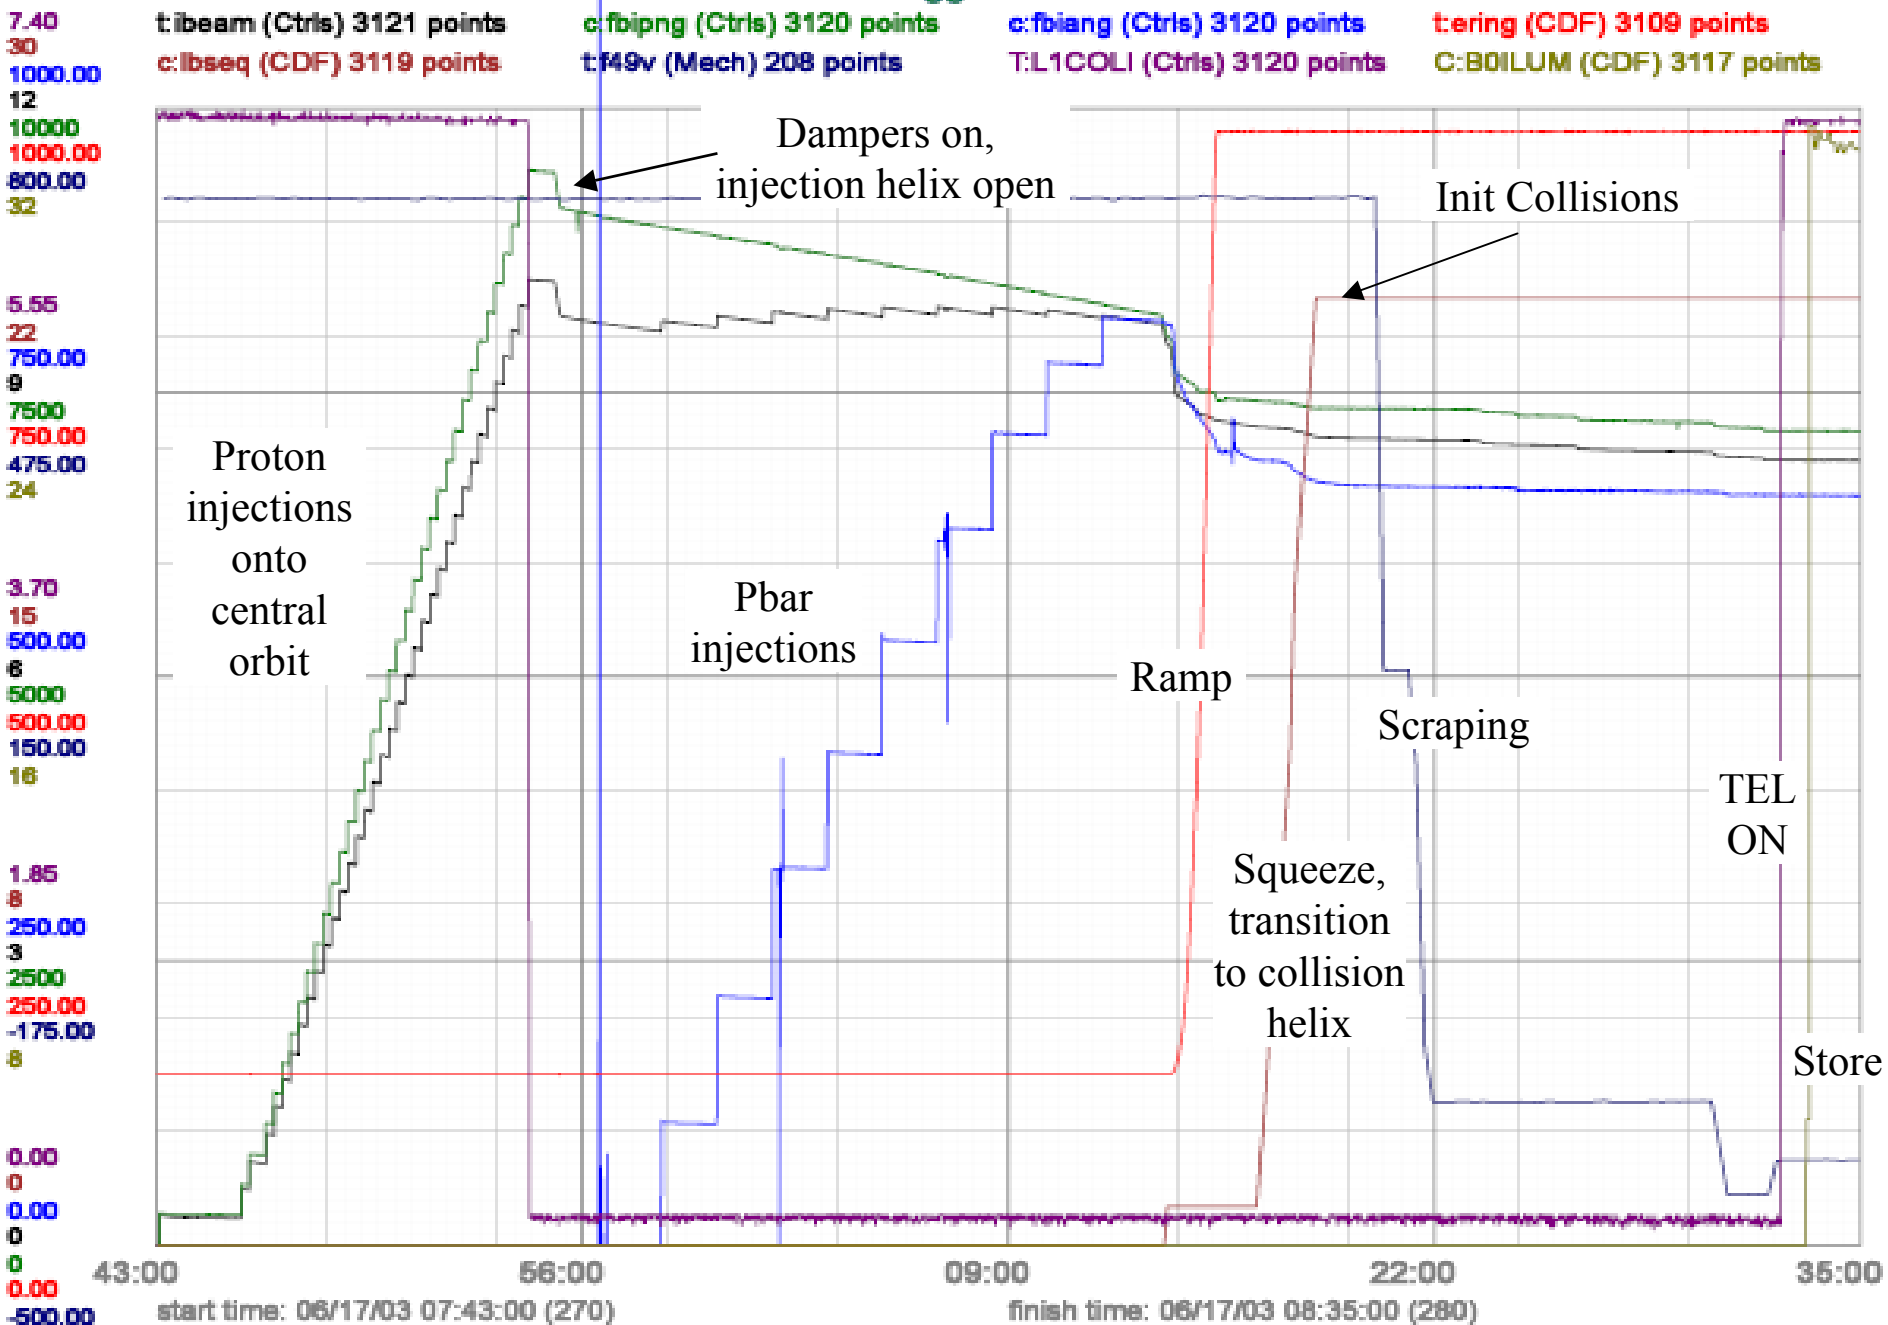 t:ibeam (Ctrls) 3121 points c:fbipng (Ctrls) 3120 points c:fbiang (Ctrls) 3120 points t:ering (CDF) 3109 points
c:lbseq (CDF) 3119 points t:f49v (Mech) 208 points T:L1COLI (Ctrls) 3120 points C:B0ILUM (CDF) 3117 points
7.40
30
1000.00
12
10000
1000.00
800.00
32
5.55
22
750.00
9
7500
750.00
475.00
24
3.70
15
500.00
6
5000
500.00
150.00
16
1.85
8
250.00
3
2500
250.00
-175.00
8
0.00
0
0.00
0
0
0.00
-500.00
Dampers on,
injection helix open
Init Collisions
Proton
injections
onto
central
orbit
Pbar
injections
Ramp
Scraping
TEL
ON
Squeeze,
transition
to collision
helix
Store
43:00 56:00 09:00 22:00 35:00
start time: 06/17/03 07:43:00 (270) finish time: 06/17/03 08:35:00 (280)